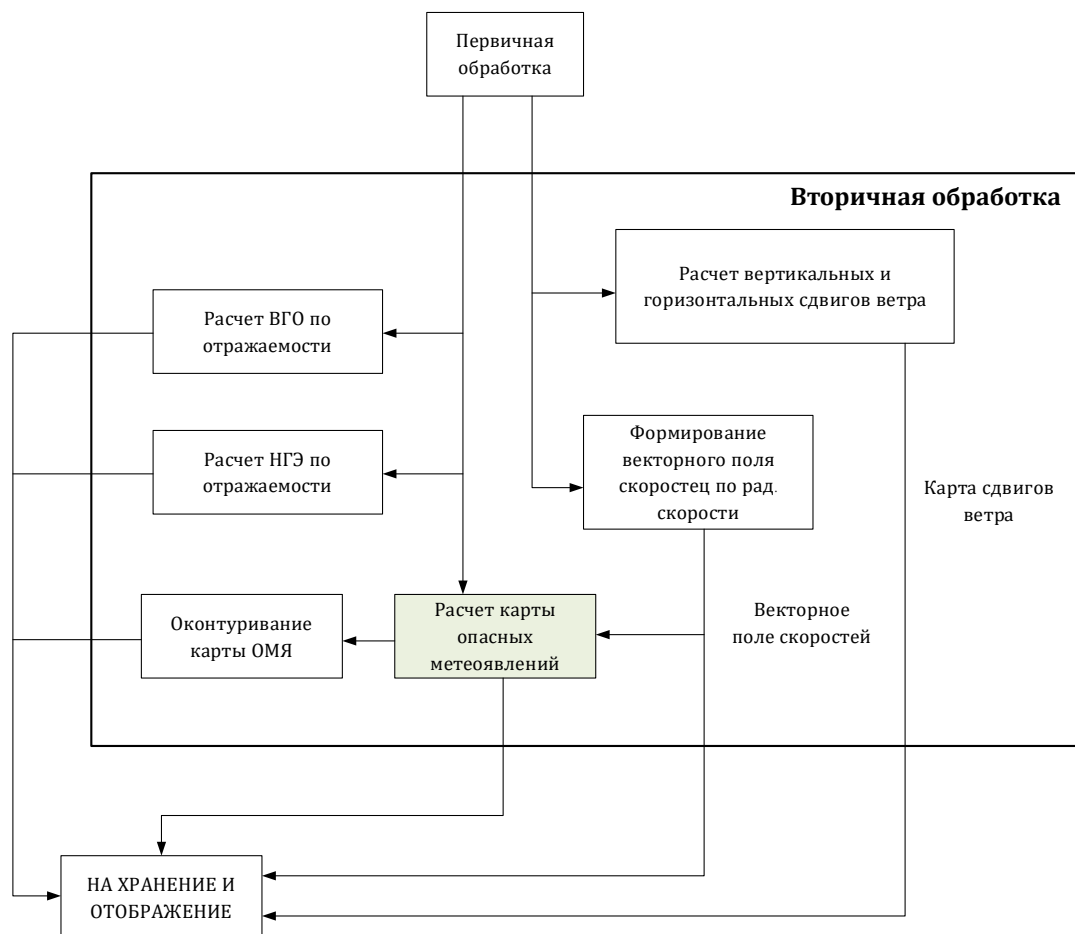 Первичная
обработка
Вторичная обработка
Расчет вертикальных и
горизонтальных сдвигов ветра
Расчет ВГО по
отражаемости
Формирование
векторного поля
скоростец по рад.
скорости
Расчет НГЭ по
отражаемости
Карта сдвигов
ветра
Расчет карты
опасных
метеоявлений
Оконтуривание
карты ОМЯ
Векторное
поле скоростей
НА ХРАНЕНИЕ И
ОТОБРАЖЕНИЕ